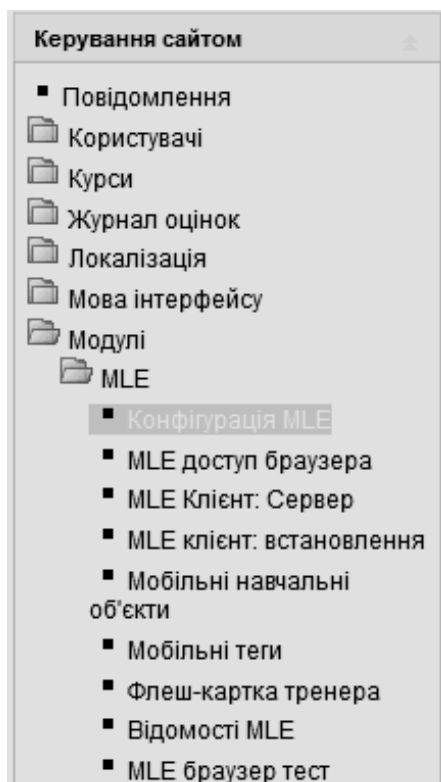 Керування сайтом
Повідомлення
Користувачі
Курси
Журнал оцінок
Локалізація
Мова інтерфейсу
Модулі
MLE
Конфігурація MLE
MLE доступ браузера
MLE Клієнт: Сервер
MLE клієнт: встановлення
Мобільні навчальні
об'єкти
Мобільні теги
Флеш-картка тренера
Відомості MLE
MLE браузер тест